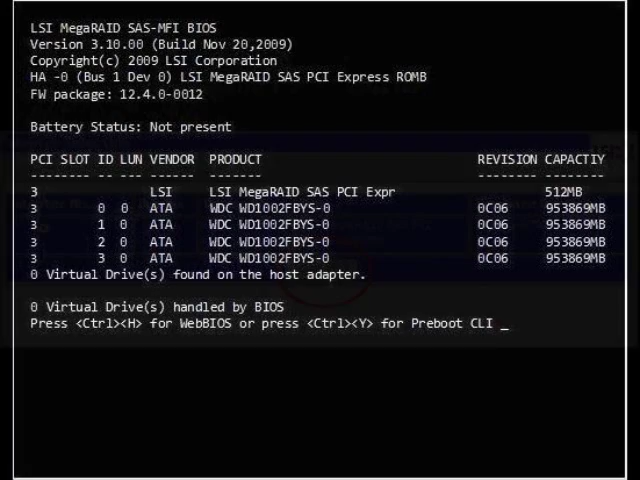 LSI MegaRAID SAS-MFI BIOS
Version 3.10.00 (Build Nov 20,2009)
Copyright(c) 2009 LSI Corporation
HA -0 (Bus 1 Dev 0) LSI MegaRAID SAS PCI Express ROMB
FW package: 12.4.0-0012
Battery Status: Not present
PCI SLOT ID LUN VENDOR PRODUCT REVISION CAPACTIY
-------- -- --- ------ ------- -------- --------
3 LSI LSI MegaRAID SAS PCI Expr 512MB
3 0 0 ATA WDC WD1002FBYS-0 0C06 953869MB
3 1 0 ATA WDC WD1002FBYS-0 0C06 953869MB
3 2 0 ATA WDC WD1002FBYS-0 0C06 953869MB
3 3 0 ATA WDC WD1002FBYS-0 0C06 953869MB
0 Virtual Drive(s) found on the host adapter.
0 Virtual Drive(s) handled by BIOS
Press <Ctrl><H> for WebBIOS or press <Ctrl><Y> for Preboot CLI _